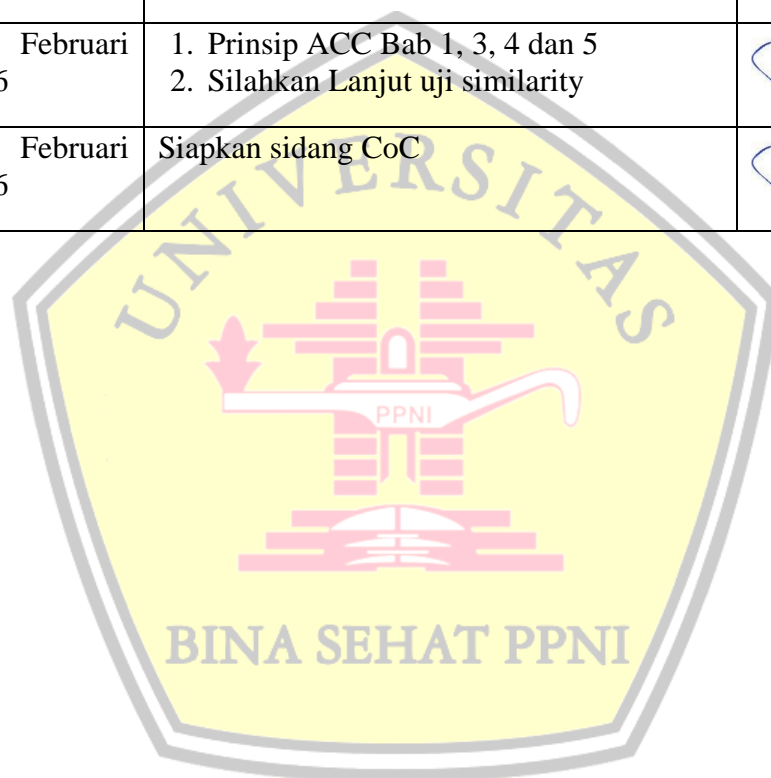 Februari
6
1. Prinsip ACC Bab 1, 3, 4 dan 5
2. Silahkan Lanjut uji similarity
Februari
6
Siapkan sidang CoC
UNIVERSITAS
PPNI
BINA SEHAT PPNI